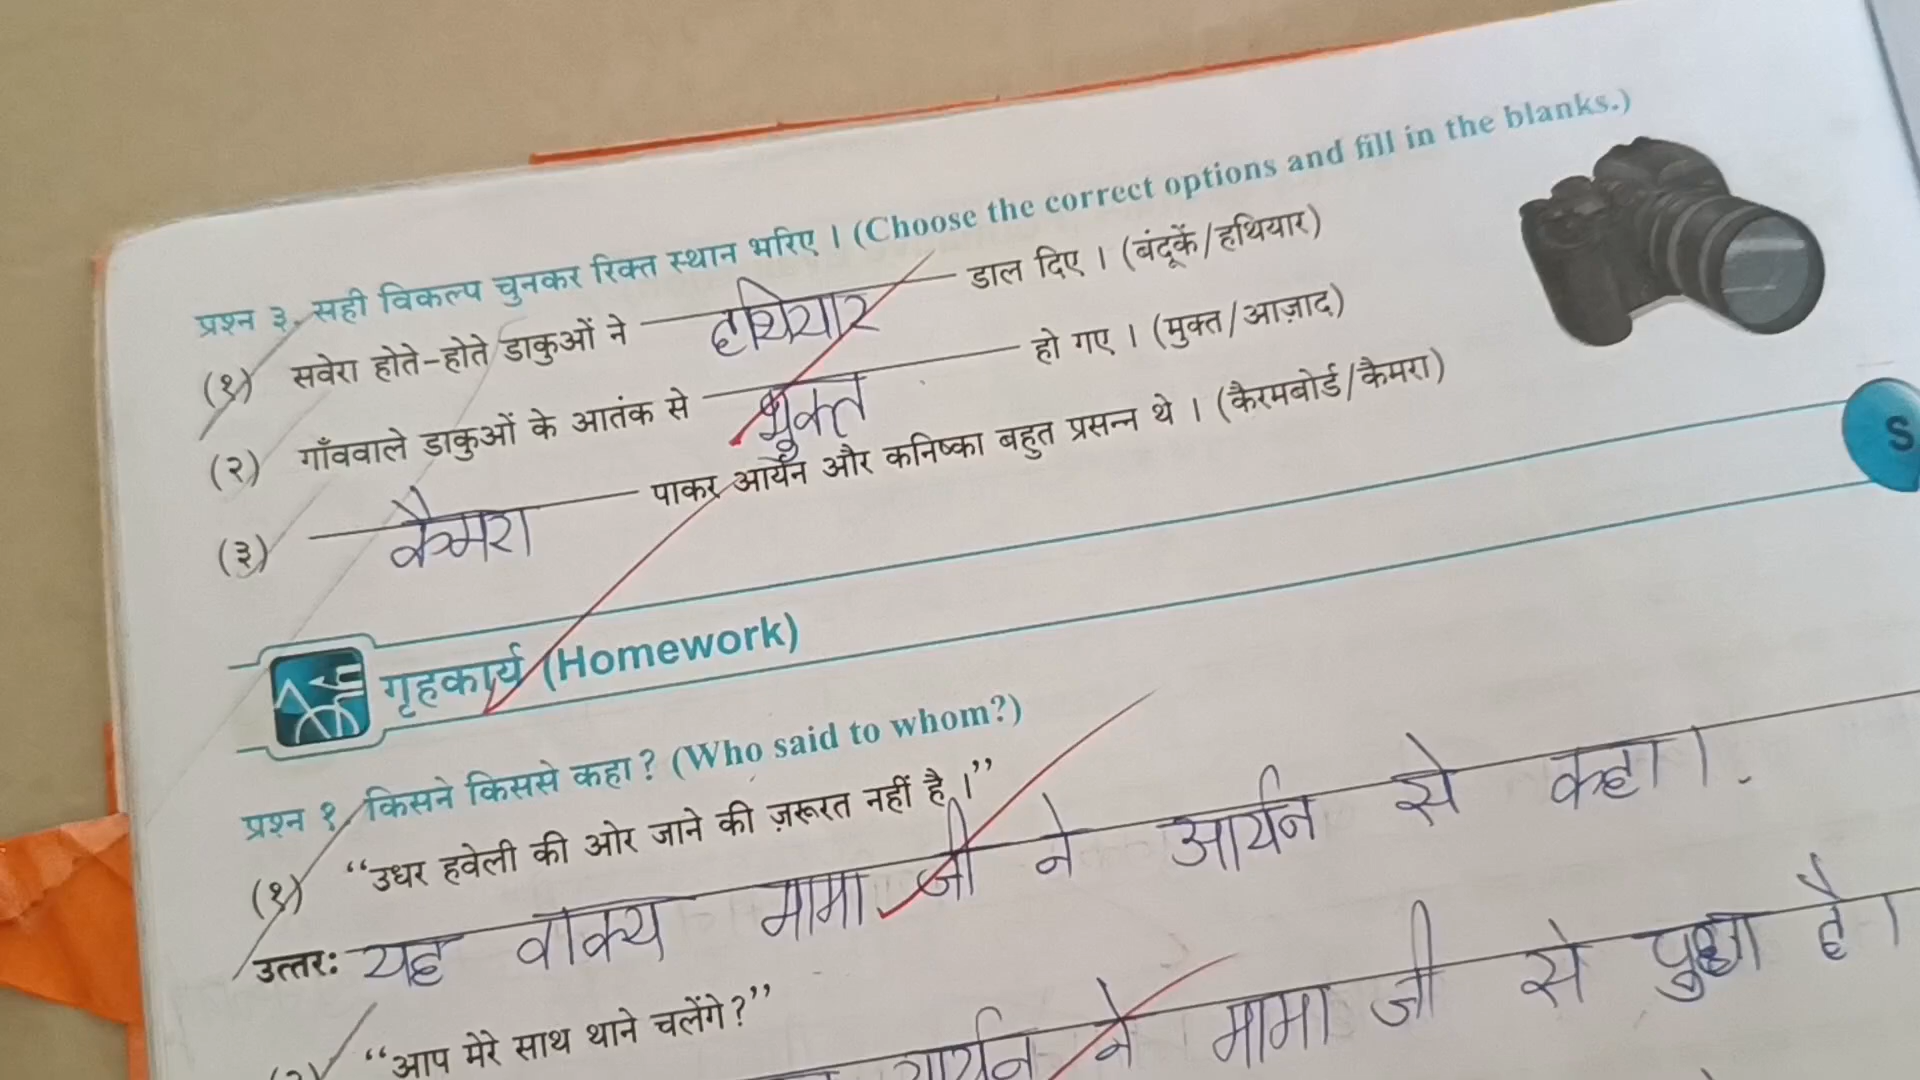 प्रश्न ३. सही विकल्प चुनकर रिक्त स्थान भरिए । (Choose the correct options and fill in the blanks.)
(१) सवेरा होते-होते डाकुओं ने हथियार डाल दिए । (बंदूकें/हथियार)
(२) गाँववाले डाकुओं के आतंक से मुक्त हो गए । (मुक्त/आज़ाद)
(३) कैमरा पाकर आर्यन और कनिष्का बहुत प्रसन्न थे । (कैरमबोर्ड/कैमरा)
S
गृहकार्य (Homework)
प्रश्न १. किसने किससे कहा? (Who said to whom?)
(१) “उधर हवेली की ओर जाने की ज़रूरत नहीं है ।”
उत्तर: यह वाक्य मामा जी ने आर्यन से कहा ।
“आप मेरे साथ थाने चलेंगे?”
आर्यन ने मामा जी से है ।